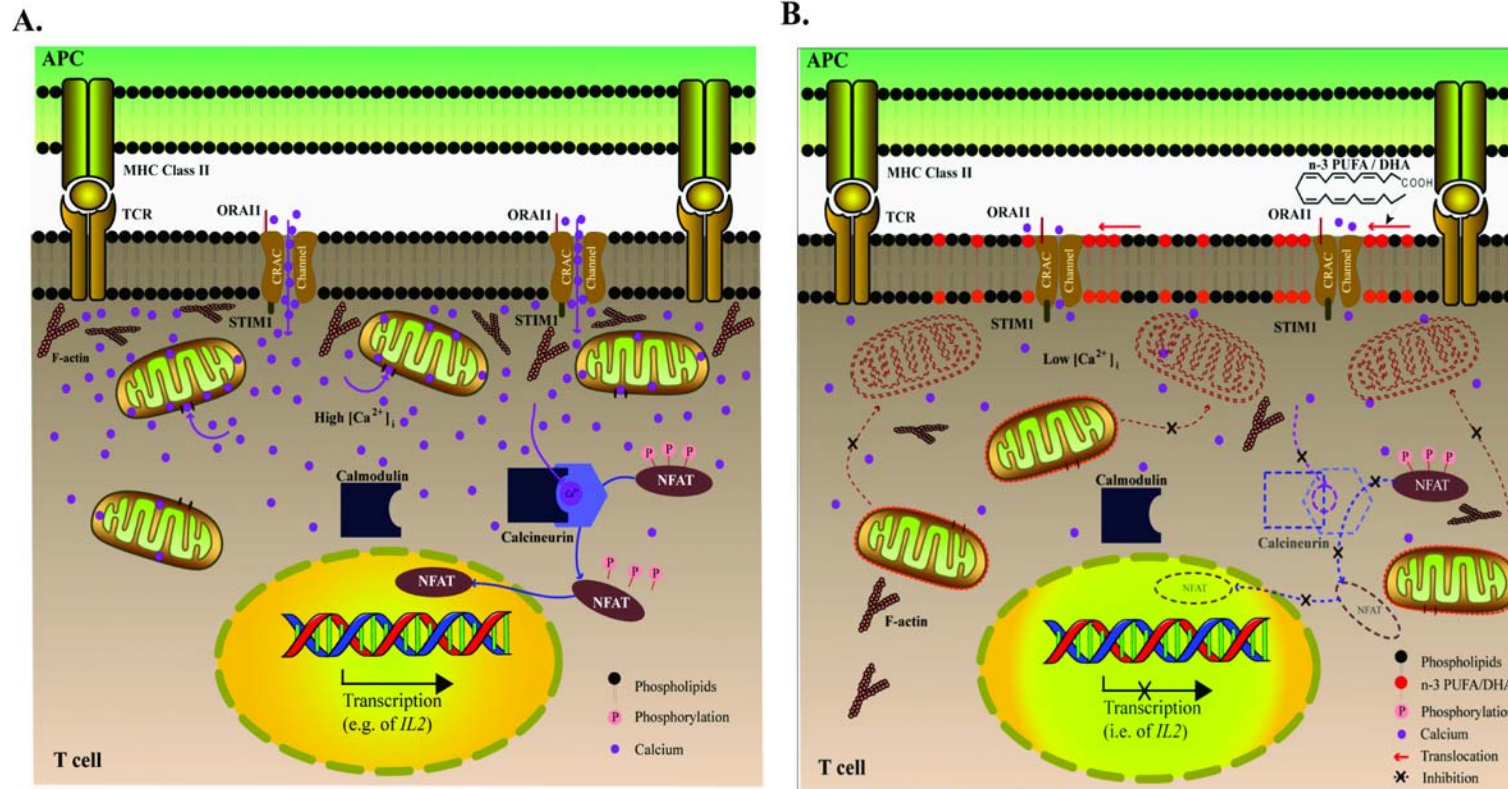 A.
APC
MHC Class II
TCR
ORAI1
CRAC
Channel
STIM1
ORAI1
CRAC
Channel
STIM1
F-actin
High [Ca2+]i
Calmodulin
Ca2+
Calcineurin
P P P
NFAT
P P P
NFAT
NFAT
Transcription
(e.g. of IL2)
Phospholipids
P Phosphorylation
Calcium
T cell
B.
APC
MHC Class II
n-3 PUFA / DHA
COOH
TCR
ORAI1
CRAC
Channel
STIM1
ORAI1
CRAC
Channel
STIM1
Low [Ca2+]i
Calmodulin
Calcineurin
P P P
NFAT
NFAT
NFAT
F-actin
Transcription
(i.e. of IL2)
Phospholipids
n-3 PUFA/DHA
P Phosphorylation
Calcium
Translocation
Inhibition
T cell